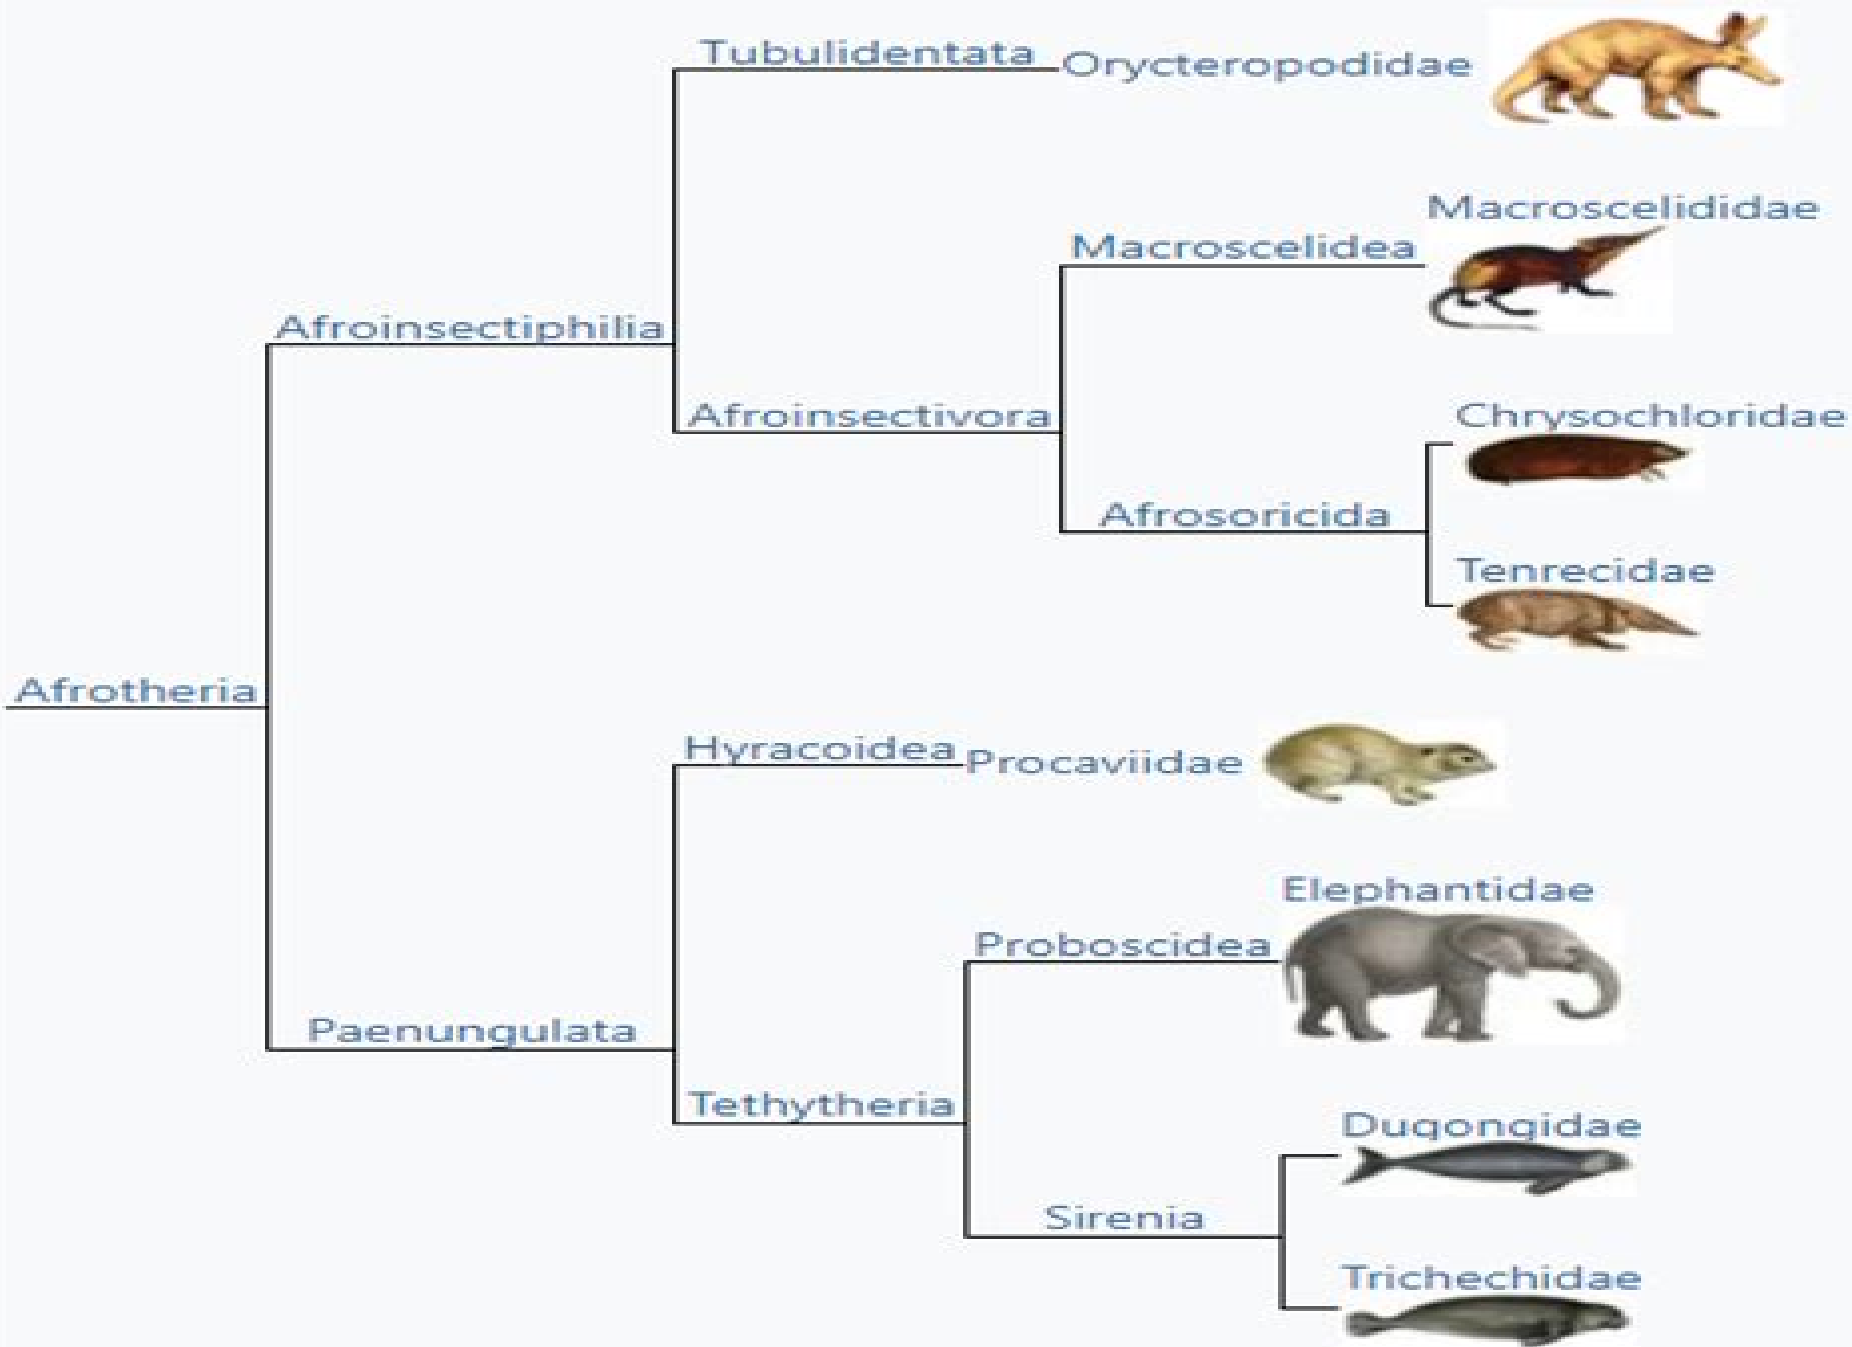 Tubulidentata
Orycteropodidae
Macroscelididae
Macroscelidea
Afroinsectiphilia
Afroinsectivora
Chrysochloridae
Afrosoricida
Tenrecidae
Afrotheria
Hyracoidea
Procaviidae
Elephantidae
Proboscidea
Paenungulata
Tethytheria
Dugongidae
Sirenia
Trichechidae